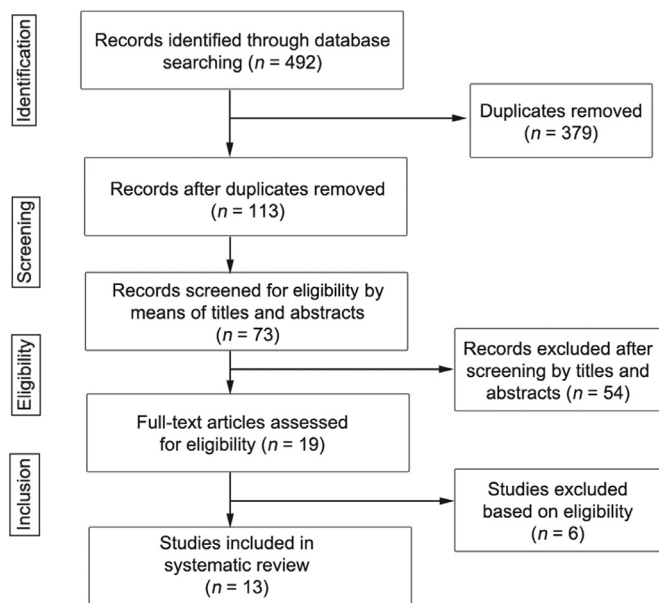 Identification
Records identified through database
searching (n = 492)
Duplicates removed
(n = 379)
Records after duplicates removed
(n = 113)
Screening
Records screened for eligibility by
means of titles and abstracts
(n = 73)
Eligibility
Records excluded after
screening by titles and
abstracts (n = 54)
Full-text articles assessed
for eligibility (n = 19)
Inclusion
Studies excluded
based on eligibility
(n = 6)
Studies included in
systematic review
(n = 13)